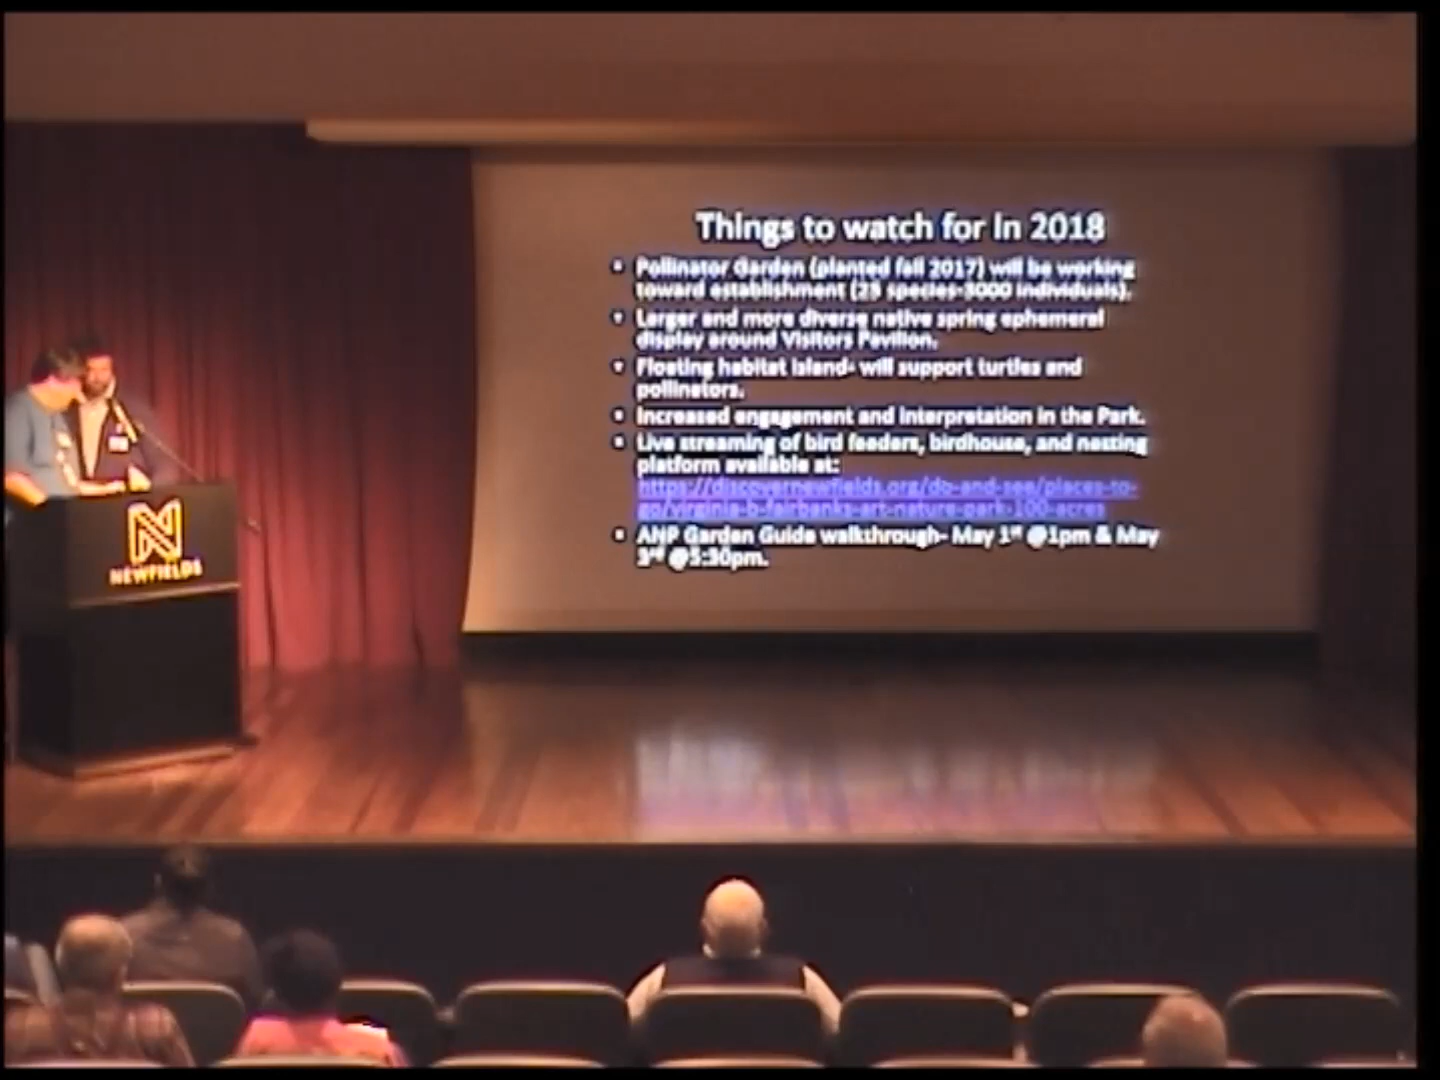 Things to watch for in 2018
• Pollinator Garden (planted fall 2017) will be working
toward establishment (25 species-3000 individuals).
• Larger and more diverse native spring ephemeral
display around Visitors Pavilion.
• Floating habitat island- will support turtles and
pollinators.
• Increased engagement and interpretation in the Park.
• Live streaming of bird feeders, birdhouse, and nesting
platform available at:
https://discovernewfields.org/do-and-see/places-to-
go/virginia-b-fairbanks-art-nature-park-100-acres
• ANP Garden Guide walkthrough- May 1st @1pm & May
3rd @5:30pm.
N
NEWFIELDS